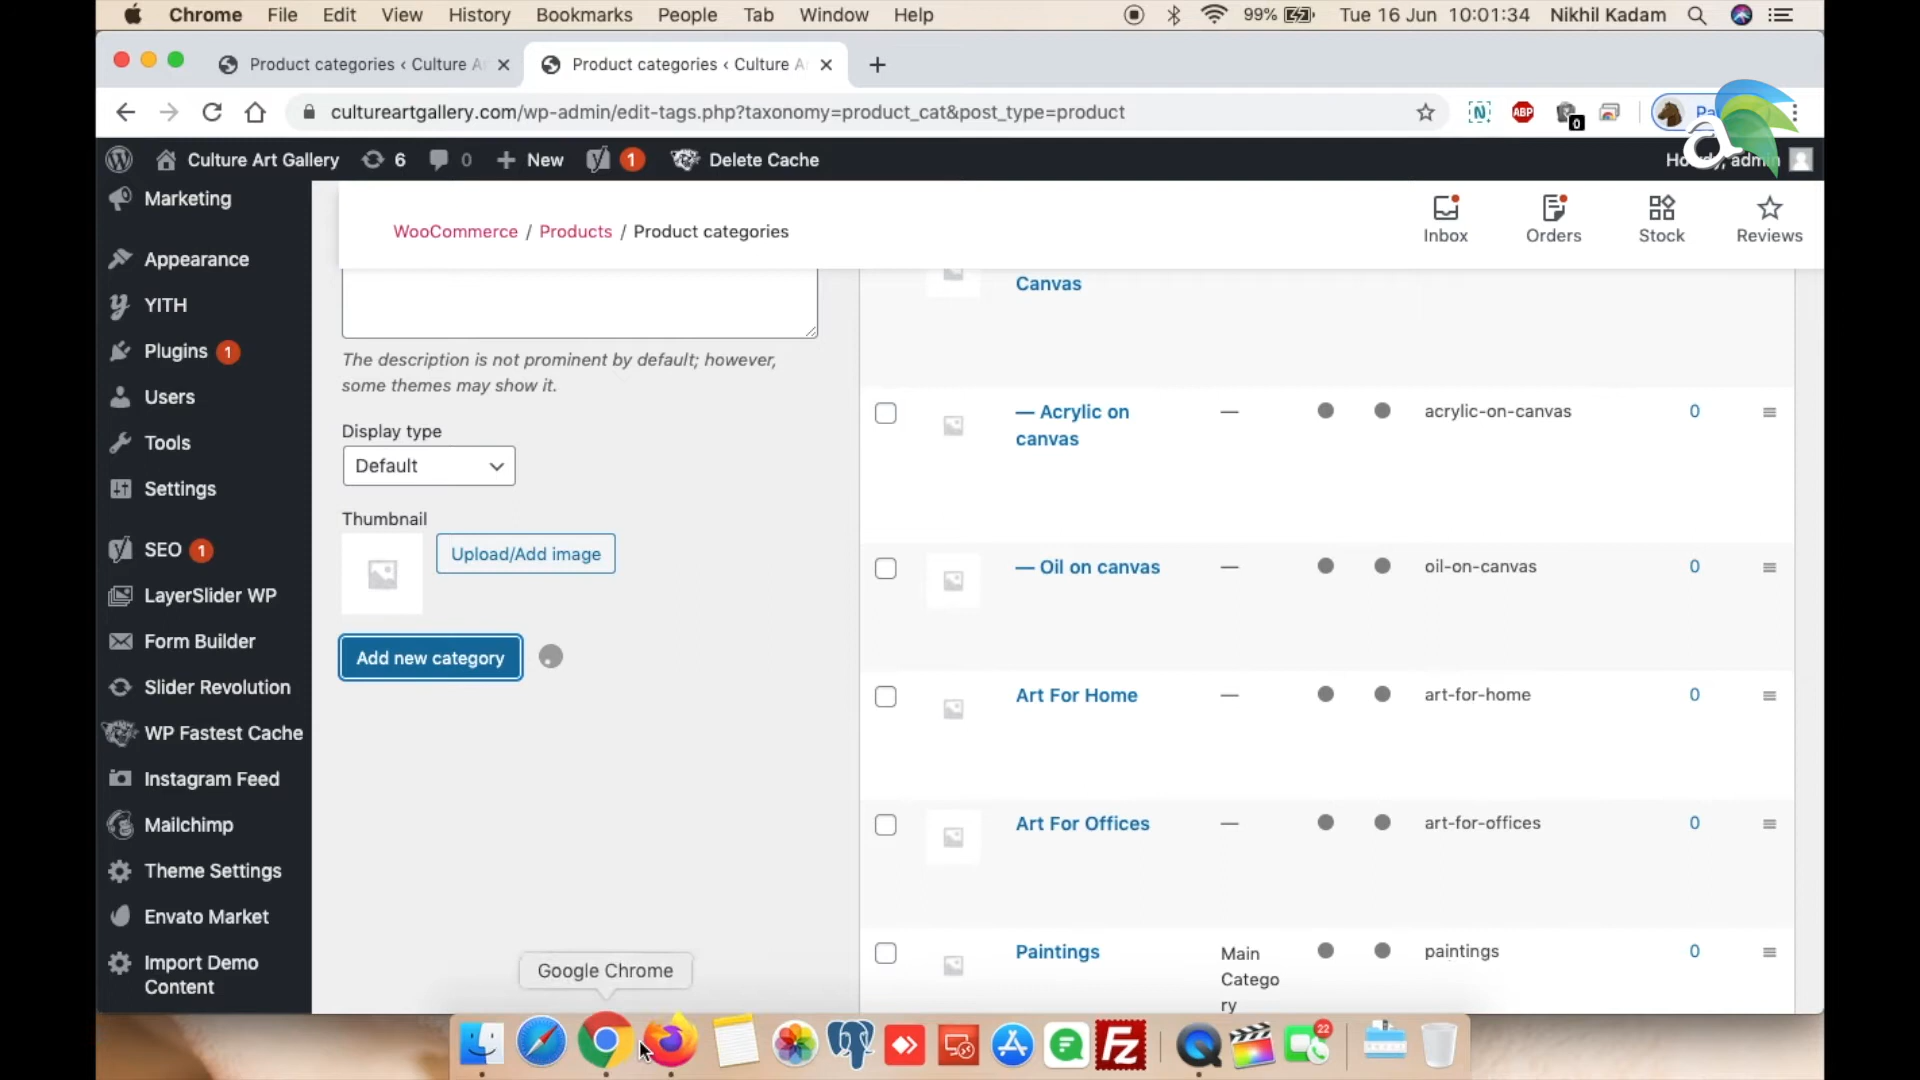 Chrome File Edit View History Bookmarks People Tab Window Help 99% Tue 16 Jun 10:01:34 Nikhil Kadam
Product categories ‹ Culture A
Product categories ‹ Culture A
cultureartgallery.com/wp-admin/edit-tags.php?taxonomy=product_cat&post_type=product
ABP
0
Culture Art Gallery 6 0 New 1 Delete Cache
admin
Marketing
Appearance
YITH
Plugins 1
Users
Tools
Settings
SEO 1
LayerSlider WP
Form Builder
Slider Revolution
WP Fastest Cache
Instagram Feed
Mailchimp
Theme Settings
Envato Market
Import Demo
Content
WooCommerce / Products / Product categories
Inbox
Orders
Stock
Reviews
The description is not prominent by default; however,
some themes may show it.
Display type
Default
Thumbnail
Upload/Add image
Add new category
Canvas
— Acrylic on
canvas
—
acrylic-on-canvas
0
— Oil on canvas
—
oil-on-canvas
0
Art For Home
—
art-for-home
0
Art For Offices
—
art-for-offices
0
Paintings
Main
Catego
ry
paintings
0
Google Chrome
Fz
22